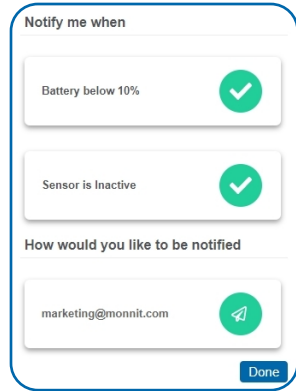 Notify me when
Battery below 10%
Sensor is Inactive
How would you like to be notified
marketing@monnit.com
Done